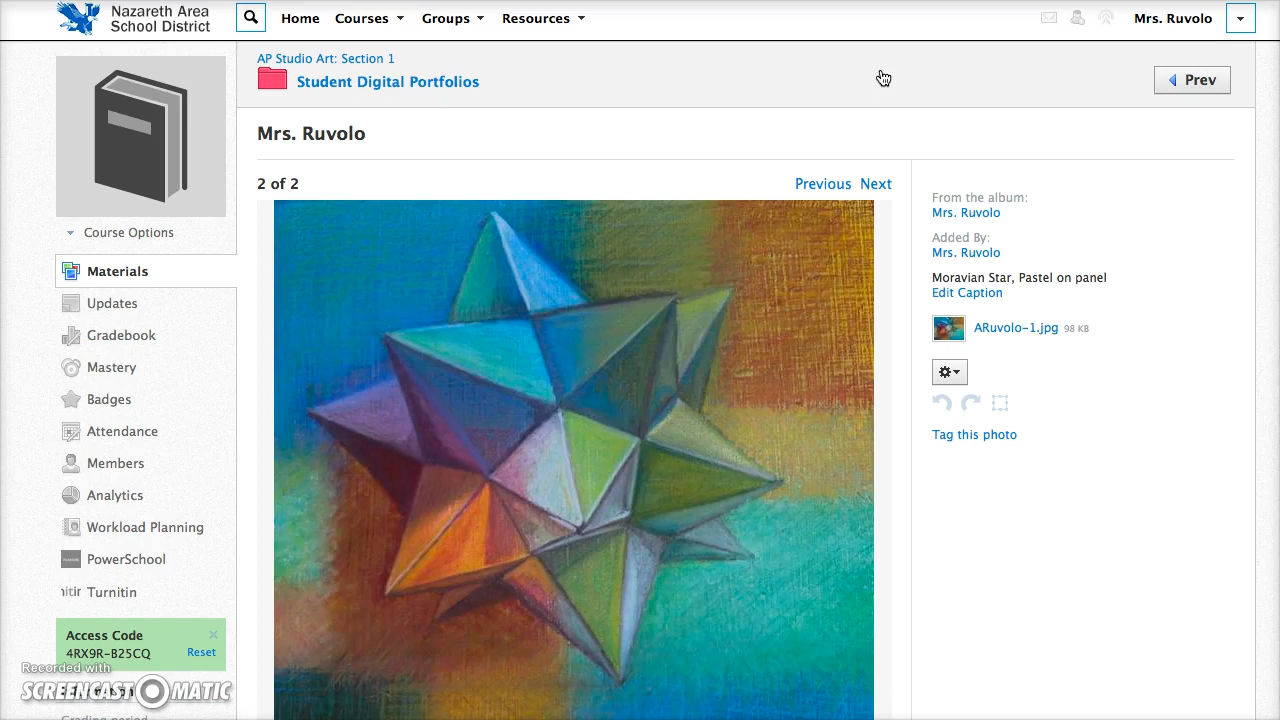 Nazareth Area
School District
Home Courses Groups Resources Mrs. Ruvolo
AP Studio Art: Section 1
Student Digital Portfolios
Prev
Mrs. Ruvolo
2 of 2
Previous Next
From the album:
Mrs. Ruvolo
Added By:
Mrs. Ruvolo
Moravian Star, Pastel on panel
Edit Caption
ARuvolo-1.jpg 98 KB
Tag this photo
Course Options
Materials
Updates
Gradebook
Mastery
Badges
Attendance
Members
Analytics
Workload Planning
PowerSchool
Turnitin
Access Code
4RX9R-B25CQ Reset
Recorded with
SCREENCAST-O-MATIC
Grading period